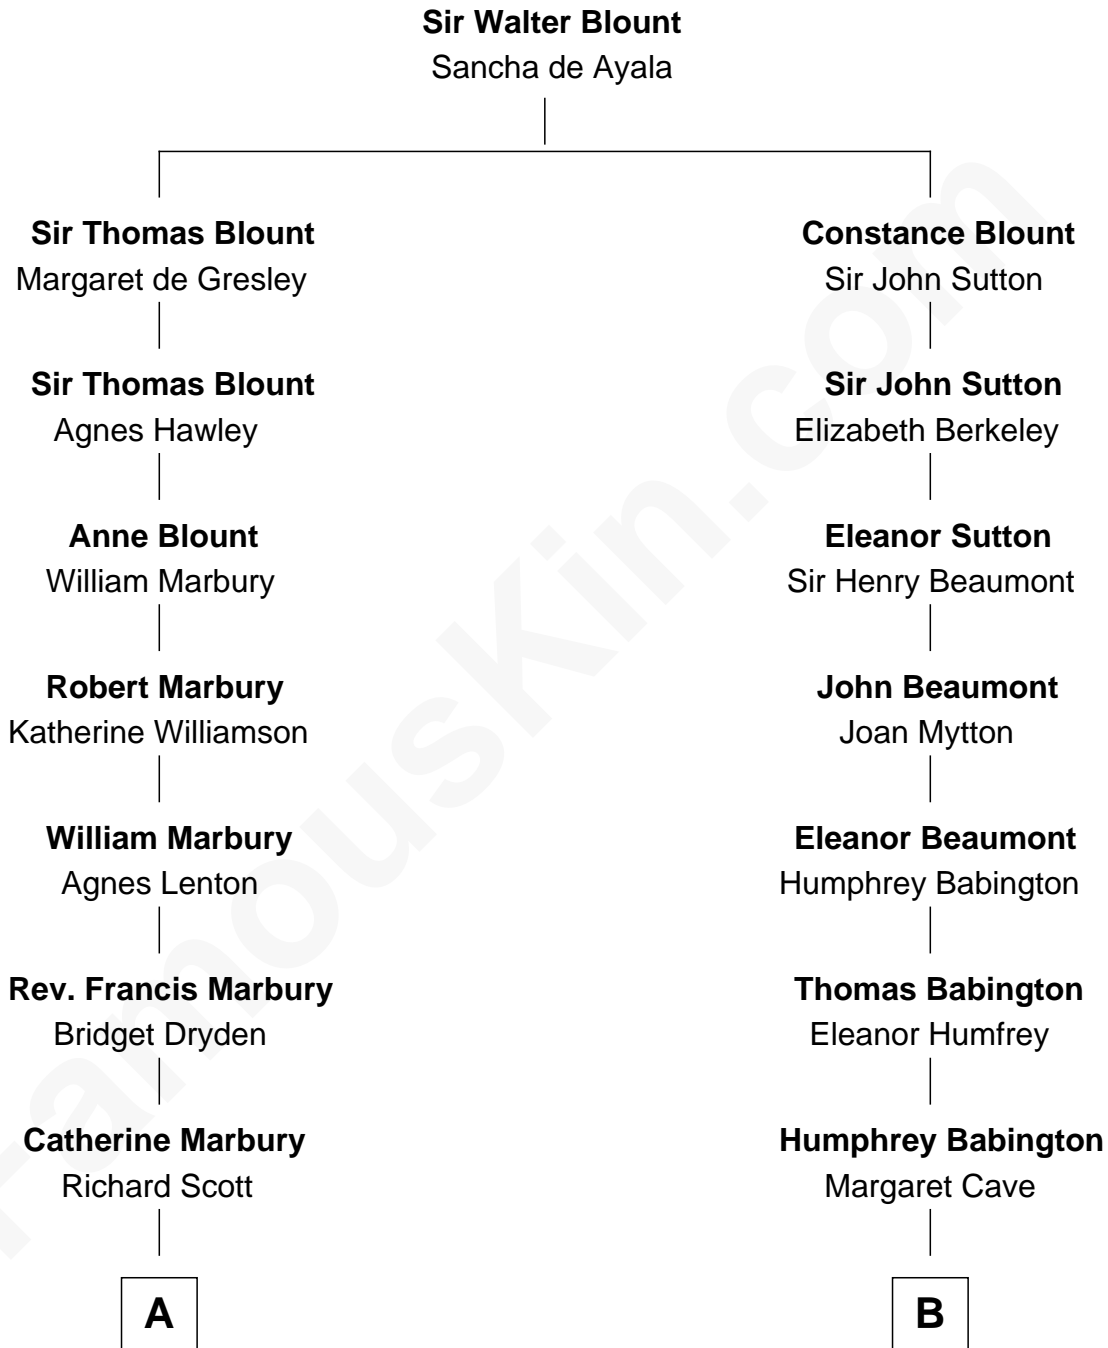 Sir Walter Blount
Sancha de Ayala
Sir Thomas Blount
Margaret de Gresley
Constance Blount
Sir John Sutton
Sir Thomas Blount
Agnes Hawley
Sir John Sutton
Elizabeth Berkeley
Anne Blount
William Marbury
Eleanor Sutton
Sir Henry Beaumont
Robert Marbury
Katherine Williamson
John Beaumont
Joan Mytton
William Marbury
Agnes Lenton
Eleanor Beaumont
Humphrey Babington
Rev. Francis Marbury
Bridget Dryden
Thomas Babington
Eleanor Humfrey
Catherine Marbury
Richard Scott
Humphrey Babington
Margaret Cave
A
B
FamousKin.com